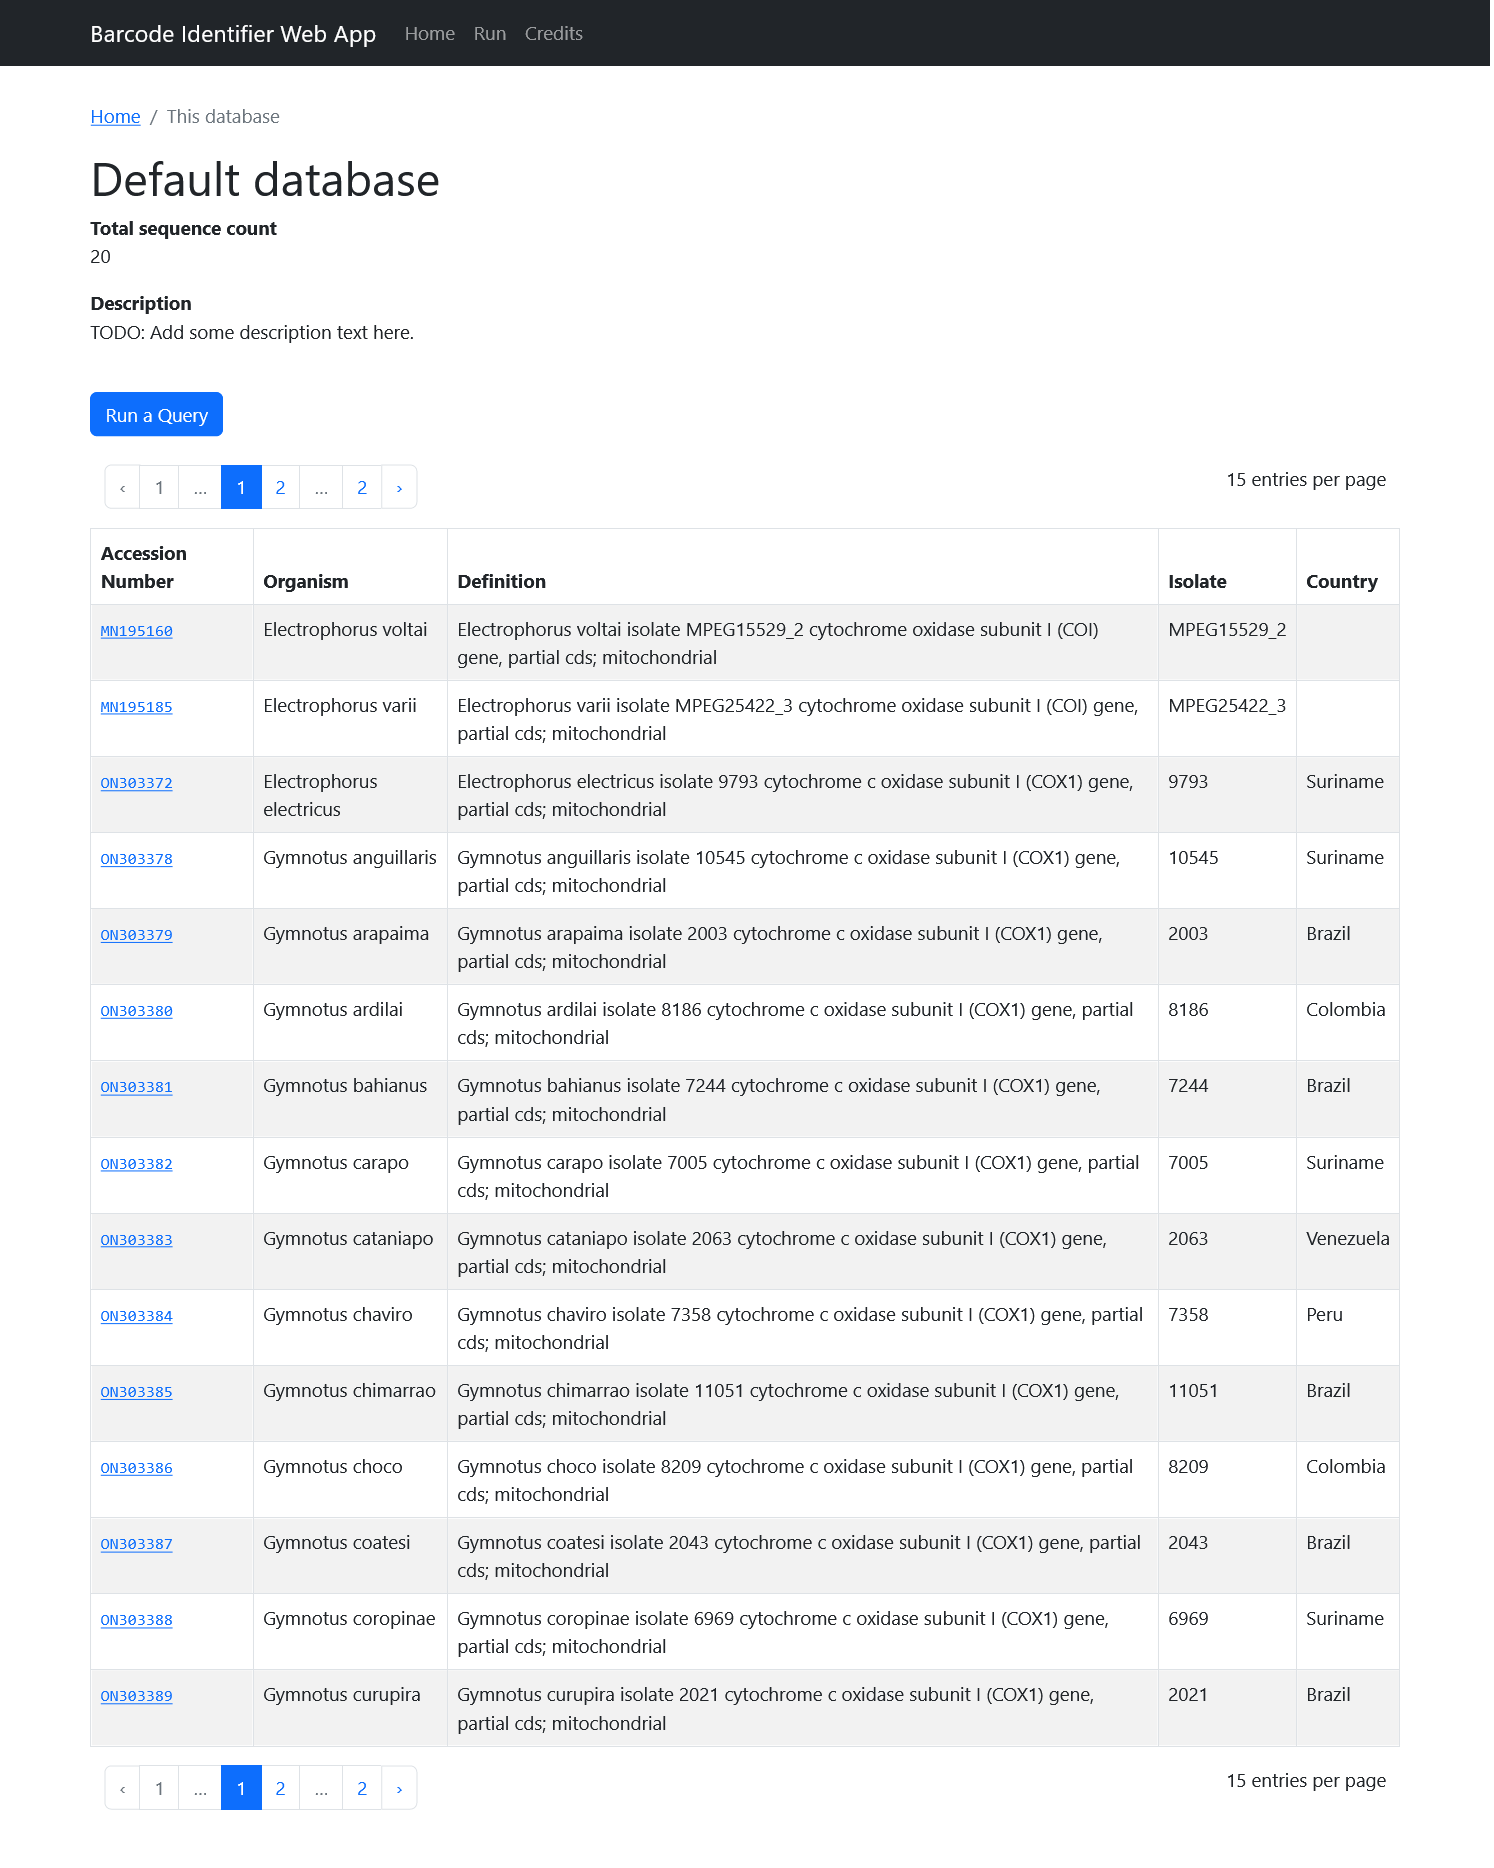 Barcode Identifier Web App Home Run Credits
Home / This database
Default database
Total sequence count
20
Description
TODO: Add some description text here.
Run a Query
‹ 1 ... 1 2 ... 2 ›
15 entries per page
Accession Number Organism Definition Isolate Country
MN195160 Electrophorus voltai Electrophorus voltai isolate MPEG15529_2 cytochrome oxidase subunit I (COI) gene, partial cds; mitochondrial MPEG15529_2
MN195185 Electrophorus varii Electrophorus varii isolate MPEG25422_3 cytochrome oxidase subunit I (COI) gene, partial cds; mitochondrial MPEG25422_3
ON303372 Electrophorus electricus Electrophorus electricus isolate 9793 cytochrome c oxidase subunit I (COX1) gene, partial cds; mitochondrial 9793 Suriname
ON303378 Gymnotus anguillaris Gymnotus anguillaris isolate 10545 cytochrome c oxidase subunit I (COX1) gene, partial cds; mitochondrial 10545 Suriname
ON303379 Gymnotus arapaima Gymnotus arapaima isolate 2003 cytochrome c oxidase subunit I (COX1) gene, partial cds; mitochondrial 2003 Brazil
ON303380 Gymnotus ardilai Gymnotus ardilai isolate 8186 cytochrome c oxidase subunit I (COX1) gene, partial cds; mitochondrial 8186 Colombia
ON303381 Gymnotus bahianus Gymnotus bahianus isolate 7244 cytochrome c oxidase subunit I (COX1) gene, partial cds; mitochondrial 7244 Brazil
ON303382 Gymnotus carapo Gymnotus carapo isolate 7005 cytochrome c oxidase subunit I (COX1) gene, partial cds; mitochondrial 7005 Suriname
ON303383 Gymnotus cataniapo Gymnotus cataniapo isolate 2063 cytochrome c oxidase subunit I (COX1) gene, partial cds; mitochondrial 2063 Venezuela
ON303384 Gymnotus chaviro Gymnotus chaviro isolate 7358 cytochrome c oxidase subunit I (COX1) gene, partial cds; mitochondrial 7358 Peru
ON303385 Gymnotus chimarrao Gymnotus chimarrao isolate 11051 cytochrome c oxidase subunit I (COX1) gene, partial cds; mitochondrial 11051 Brazil
ON303386 Gymnotus choco Gymnotus choco isolate 8209 cytochrome c oxidase subunit I (COX1) gene, partial cds; mitochondrial 8209 Colombia
ON303387 Gymnotus coatesi Gymnotus coatesi isolate 2043 cytochrome c oxidase subunit I (COX1) gene, partial cds; mitochondrial 2043 Brazil
ON303388 Gymnotus coropinae Gymnotus coropinae isolate 6969 cytochrome c oxidase subunit I (COX1) gene, partial cds; mitochondrial 6969 Suriname
ON303389 Gymnotus curupira Gymnotus curupira isolate 2021 cytochrome c oxidase subunit I (COX1) gene, partial cds; mitochondrial 2021 Brazil
‹ 1 ... 1 2 ... 2 ›
15 entries per page